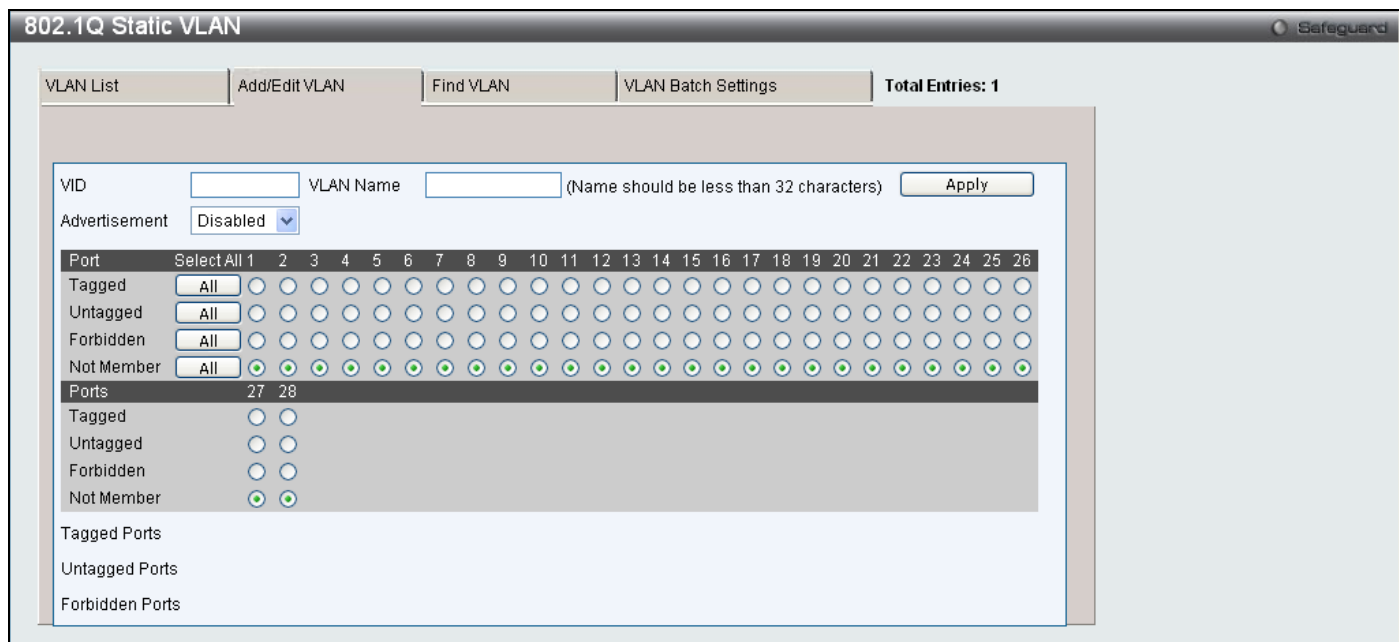 802.1Q Static VLAN
Safeguard
VLAN List Add/Edit VLAN Find VLAN VLAN Batch Settings Total Entries: 1
VID VLAN Name (Name should be less than 32 characters) Apply
Advertisement Disabled
Port Select All 1 2 3 4 5 6 7 8 9 10 11 12 13 14 15 16 17 18 19 20 21 22 23 24 25 26
Tagged All
Untagged All
Forbidden All
Not Member All
Ports 27 28
Tagged
Untagged
Forbidden
Not Member
Tagged Ports
Untagged Ports
Forbidden Ports